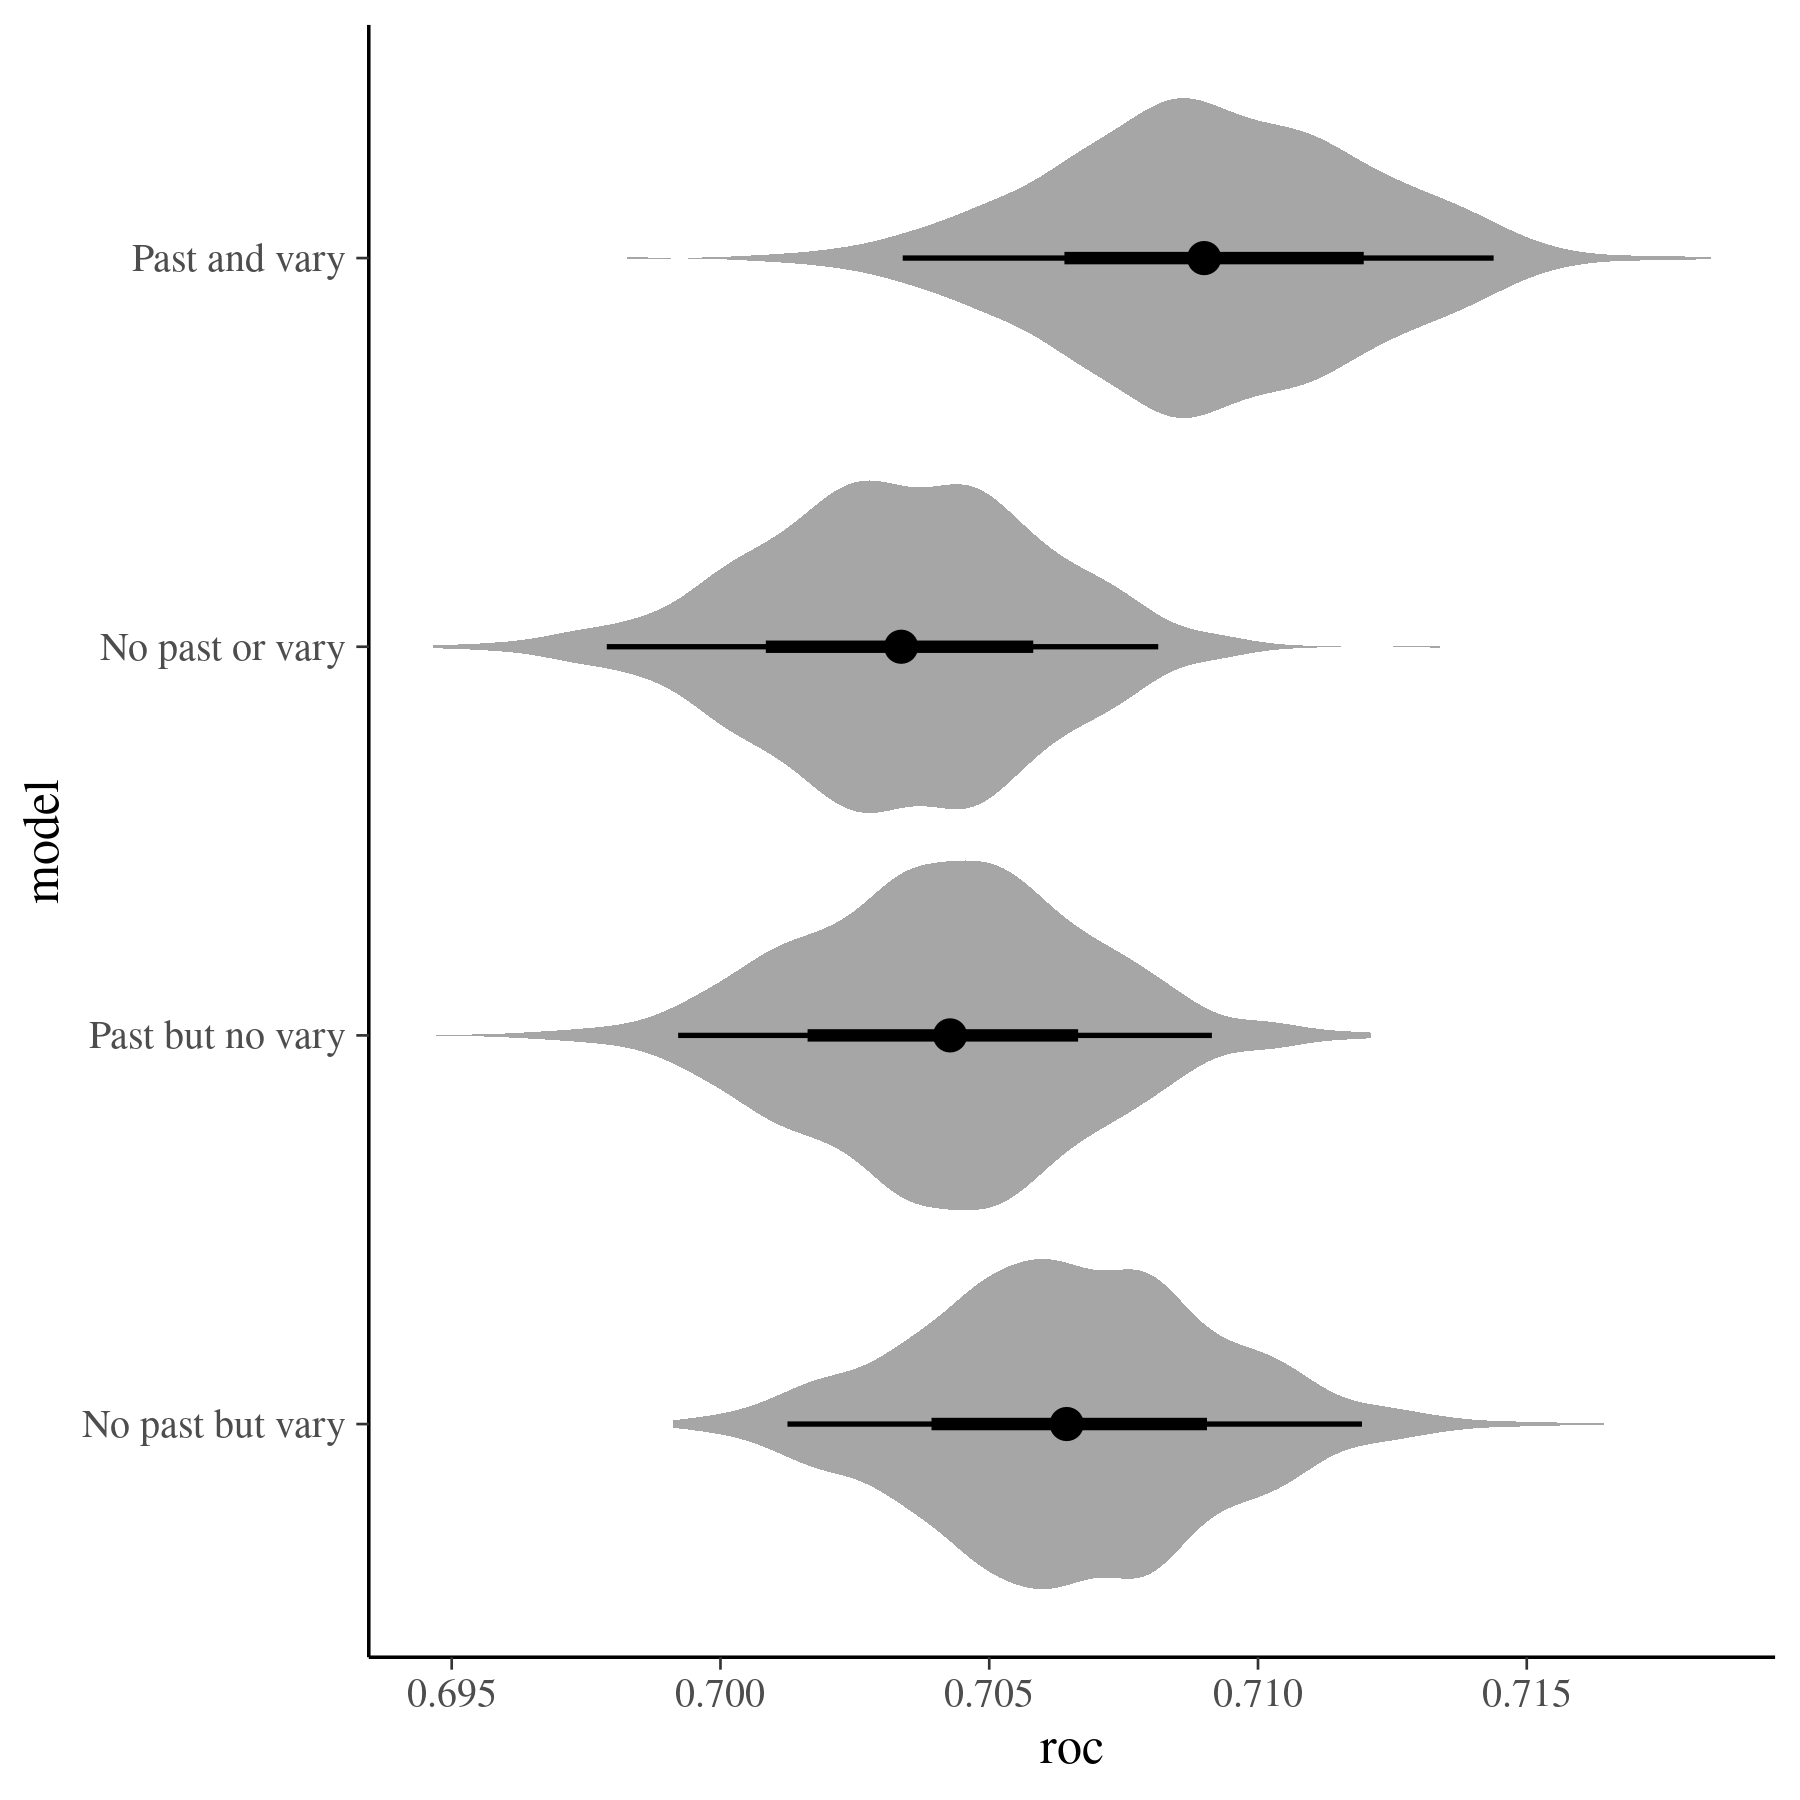 model
Past and vary
No past or vary
Past but no vary
No past but vary
0.695 0.700 0.705 0.710 0.715
roc